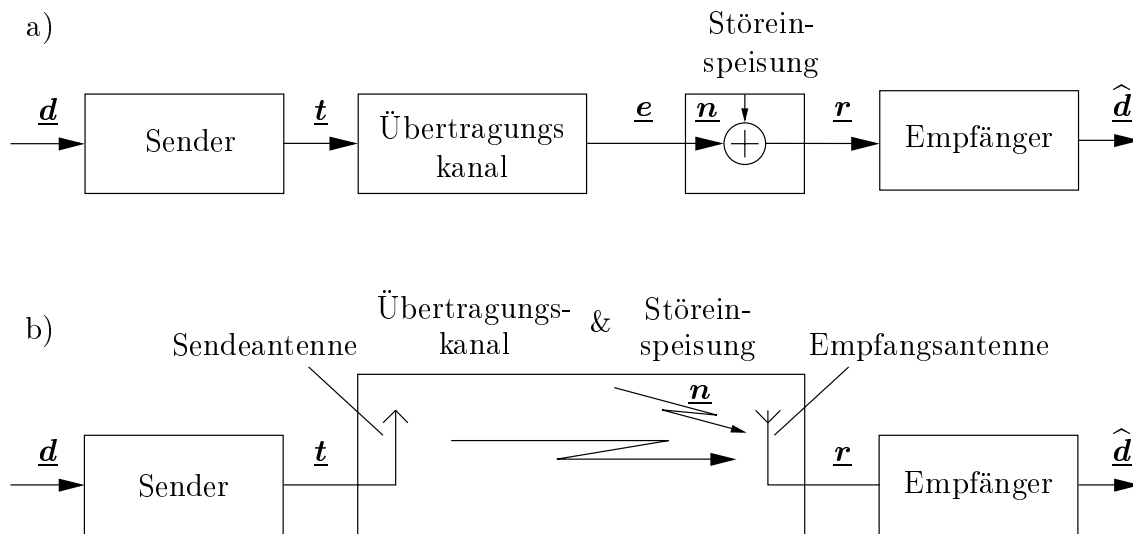 a)
Störein-
speisung
d t e n r d̂
Sender
Übertragungs
kanal
Empfänger
b)
Übertragungs-
kanal
&
Störein-
speisung
Sendeantenne
Empfangsantenne
n
d t r d̂
Sender
Empfänger